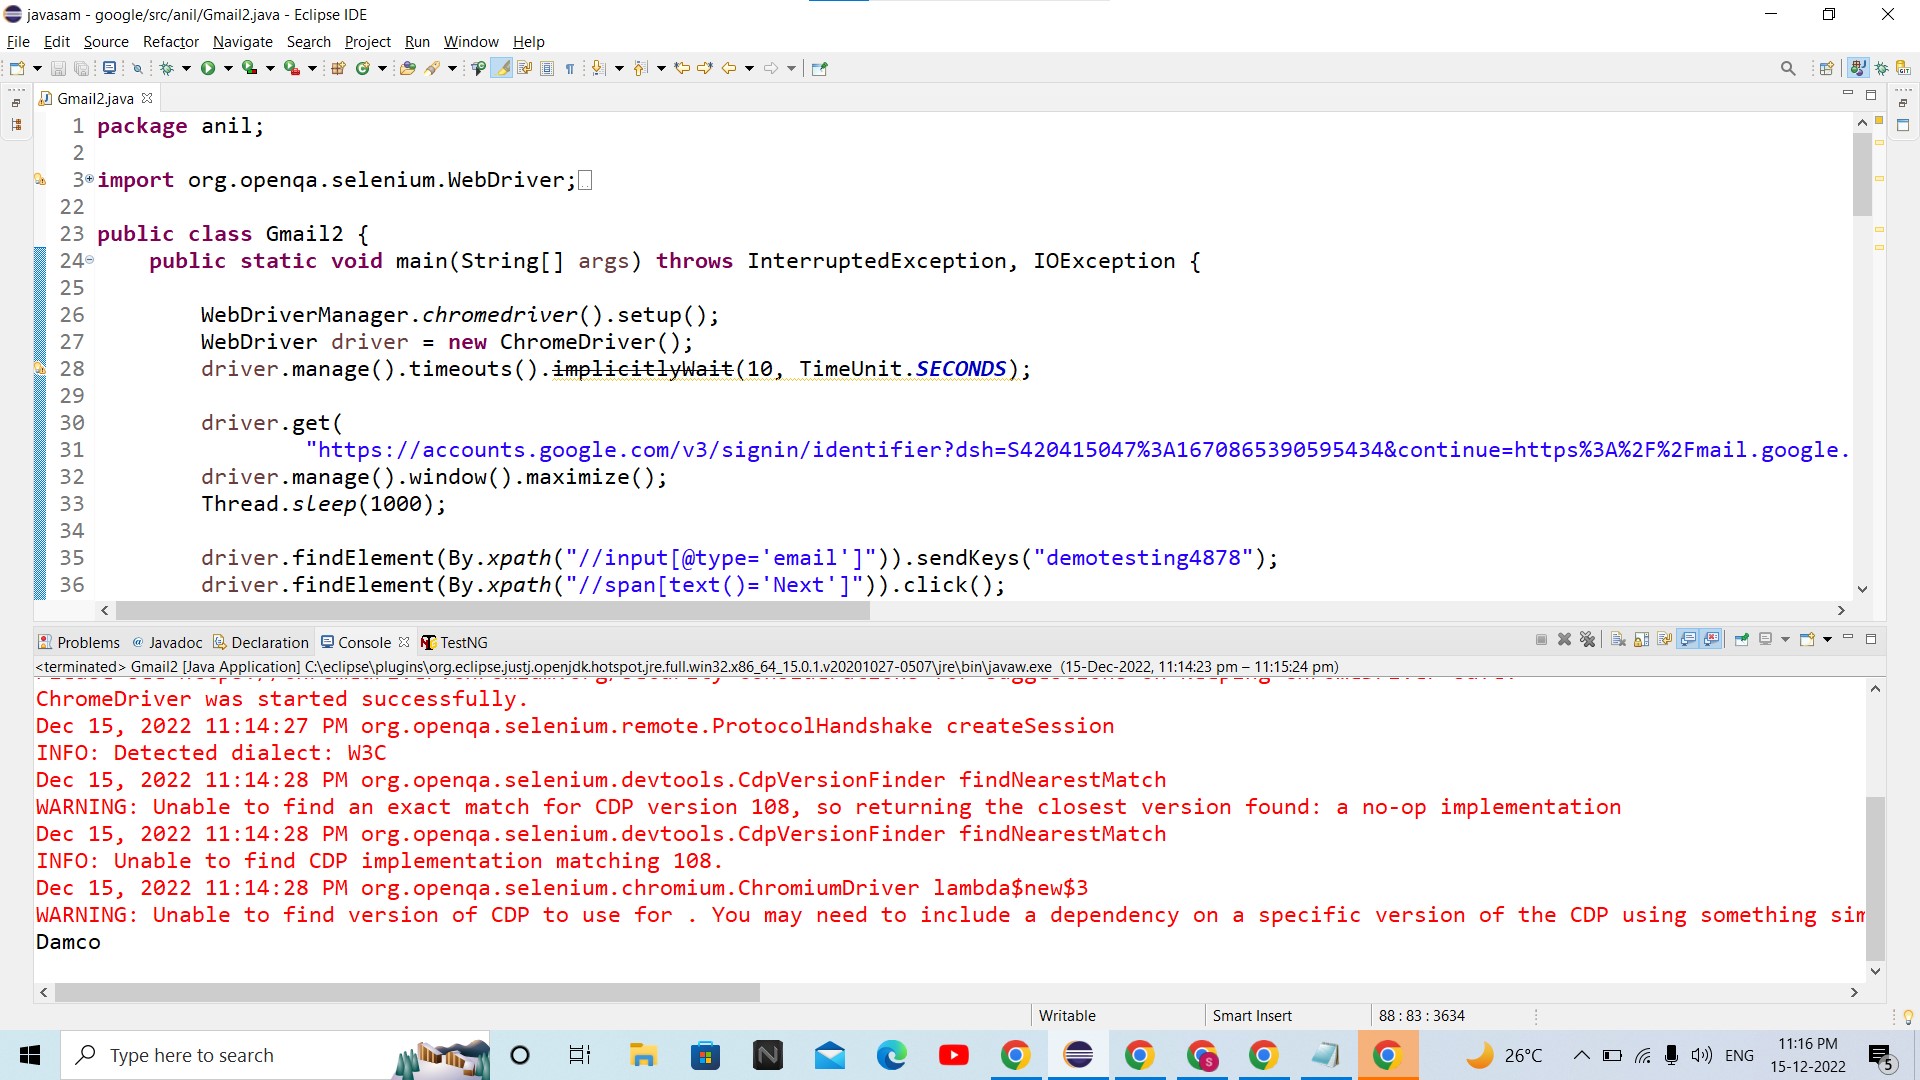 javasam - google/src/anil/Gmail2.java - Eclipse IDE
File Edit Source Refactor Navigate Search Project Run Window Help
Gmail2.java
1 package anil;
2
3 import org.openqa.selenium.WebDriver;
22
23 public class Gmail2 {
24 public static void main(String[] args) throws InterruptedException, IOException {
25
26 WebDriverManager.chromedriver().setup();
27 WebDriver driver = new ChromeDriver();
28 driver.manage().timeouts().implicitlyWait(10, TimeUnit.SECONDS);
29
30 driver.get(
31 "https://accounts.google.com/v3/signin/identifier?dsh=S420415047%3A1670865390595434&continue=https%3A%2F%2Fmail.google.
32 driver.manage().window().maximize();
33 Thread.sleep(1000);
34
35 driver.findElement(By.xpath("//input[@type='email']")).sendKeys("demotesting4878");
36 driver.findElement(By.xpath("//span[text()='Next']")).click();
Problems @ Javadoc Declaration Console TestNG
<terminated> Gmail2 [Java Application] C:\eclipse\plugins\org.eclipse.justj.openjdk.hotspot.jre.full.win32.x86_64_15.0.1.v20201027-0507\jre\bin\javaw.exe (15-Dec-2022, 11:14:23 pm – 11:15:24 pm)
ChromeDriver was started successfully.
Dec 15, 2022 11:14:27 PM org.openqa.selenium.remote.ProtocolHandshake createSession
INFO: Detected dialect: W3C
Dec 15, 2022 11:14:28 PM org.openqa.selenium.devtools.CdpVersionFinder findNearestMatch
WARNING: Unable to find an exact match for CDP version 108, so returning the closest version found: a no-op implementation
Dec 15, 2022 11:14:28 PM org.openqa.selenium.devtools.CdpVersionFinder findNearestMatch
INFO: Unable to find CDP implementation matching 108.
Dec 15, 2022 11:14:28 PM org.openqa.selenium.chromium.ChromiumDriver lambda$new$3
WARNING: Unable to find version of CDP to use for . You may need to include a dependency on a specific version of the CDP using something sim
Damco
Writable Smart Insert 88 : 83 : 3634
Type here to search
26°C ENG 11:16 PM
15-12-2022 5